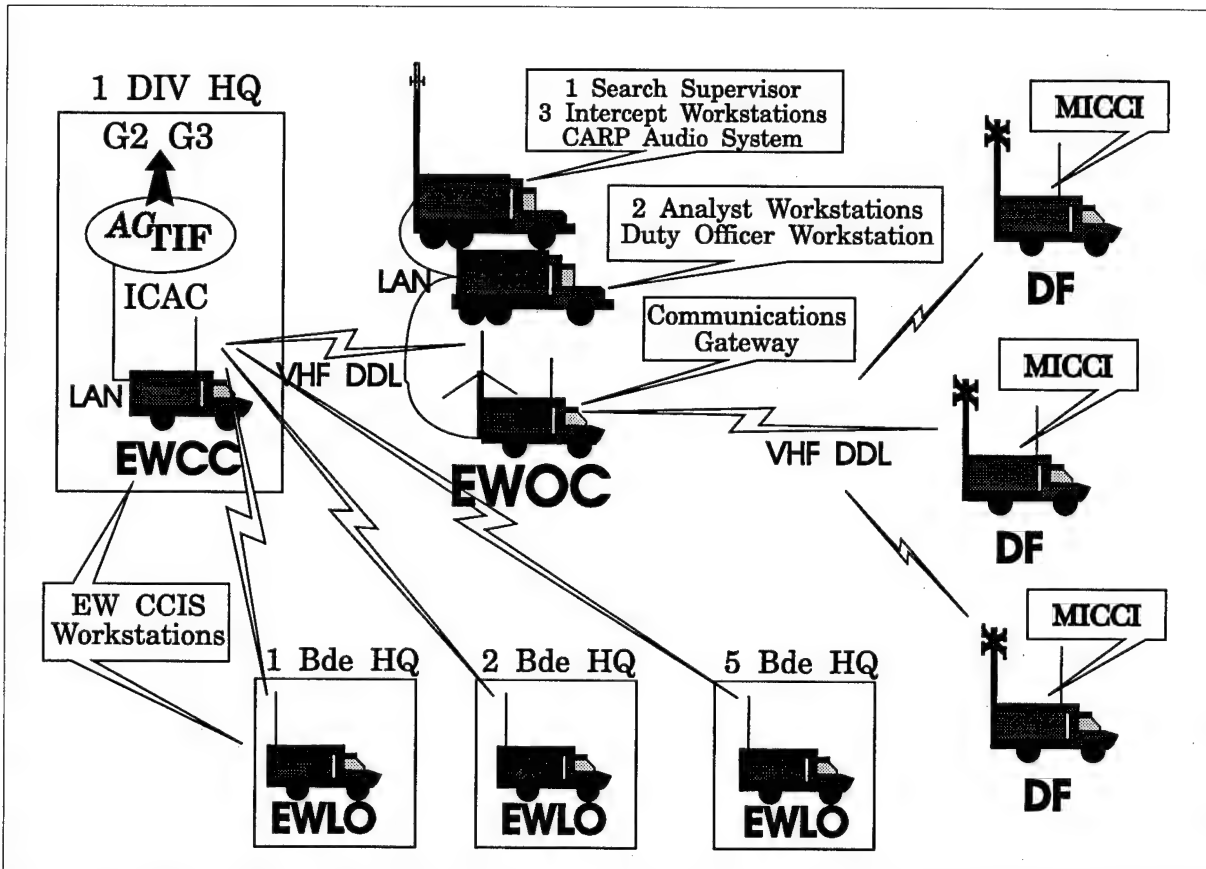 1 DIV HQ
G2 G3
AGTIF
ICAC
LAN
EWCC
1 Search Supervisor
3 Intercept Workstations
CARP Audio System
2 Analyst Workstations
Duty Officer Workstation
LAN
Communications
Gateway
VHF DDL
EWOC
VHF DDL
MICCI
DF
MICCI
DF
MICCI
DF
EW CCIS
Workstations
1 Bde HQ
EWLO
2 Bde HQ
EWLO
5 Bde HQ
EWLO